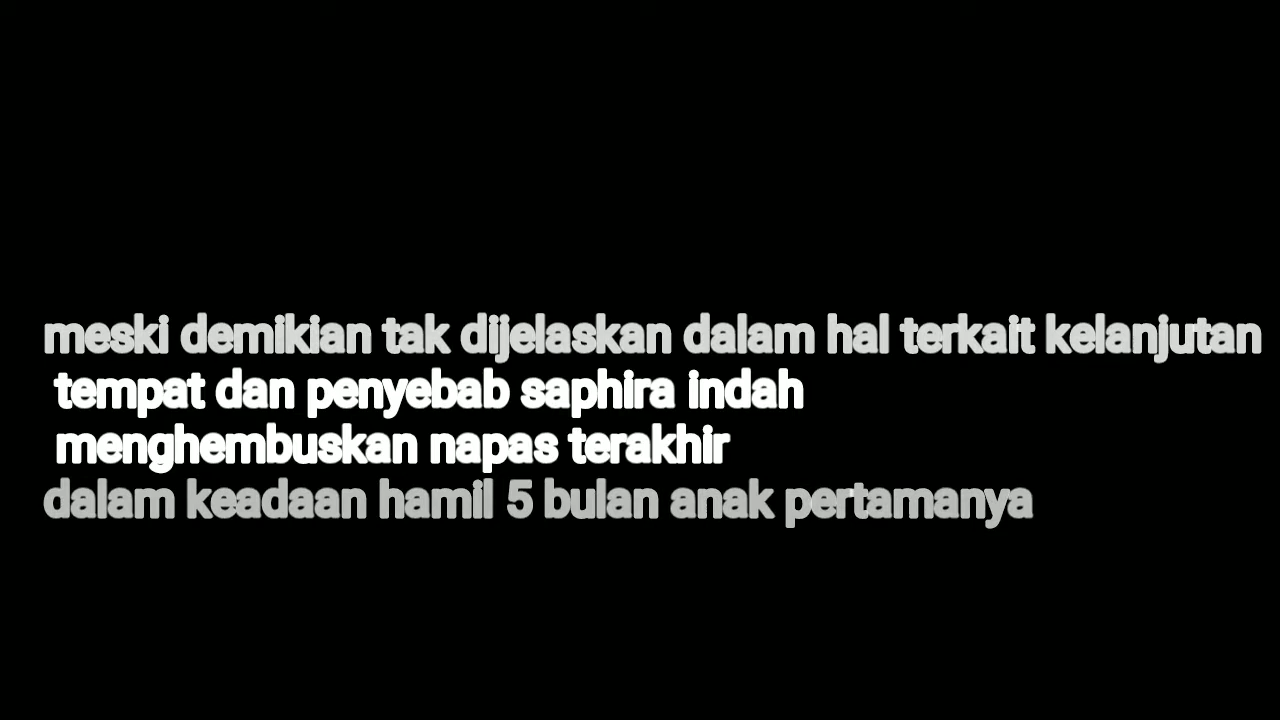 meski demikian tak dijelaskan dalam hal terkait kelanjutan
tempat dan penyebab saphira indah
menghembuskan napas terakhir
dalam keadaan hamil 5 bulan anak pertamanya